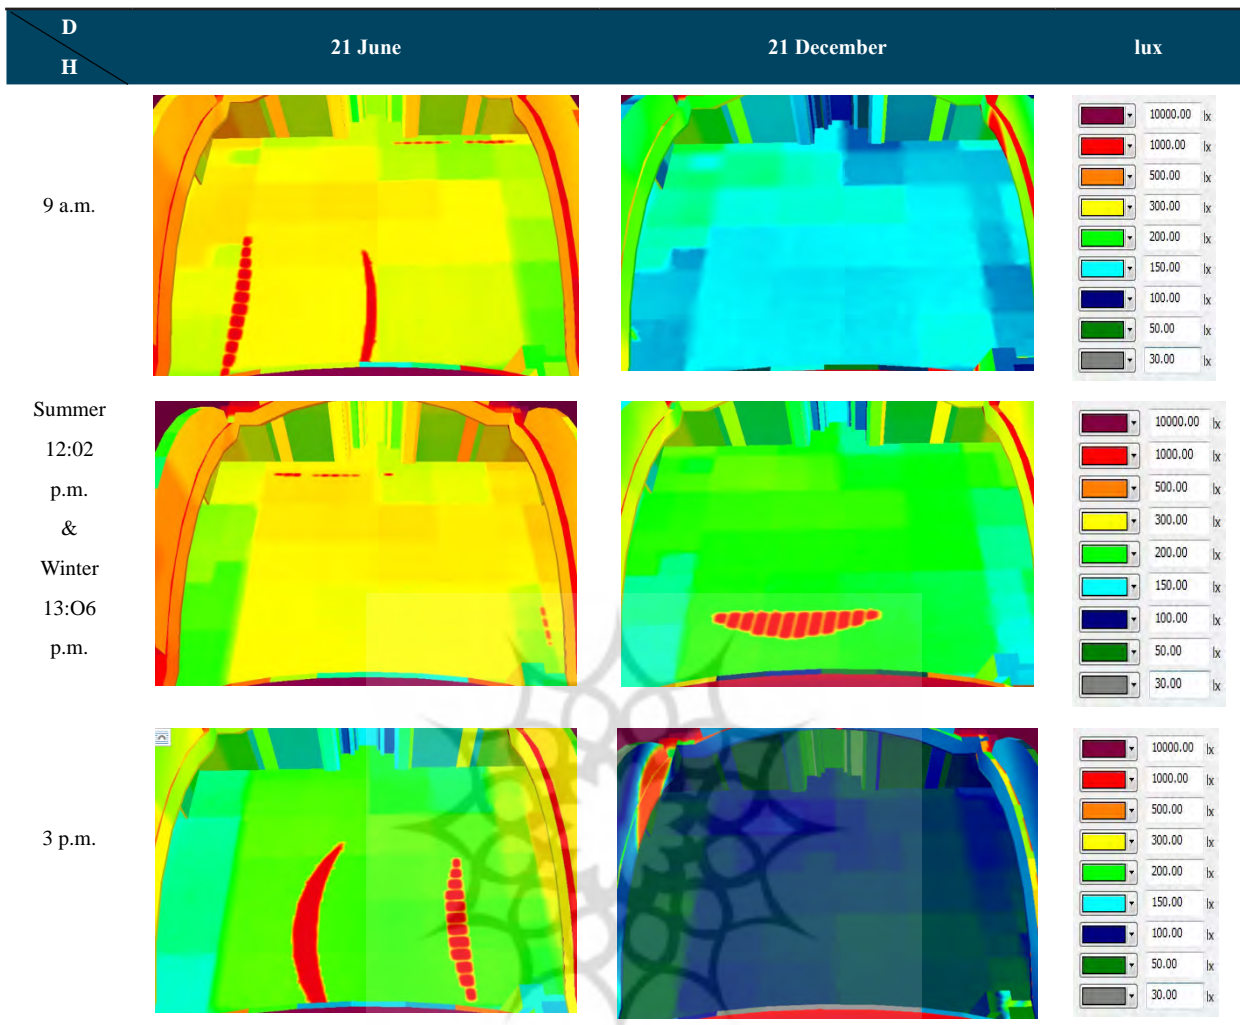 D
H
21 June
21 December
lux
9 a.m.
10000.00 lx
1000.00 lx
500.00 lx
300.00 lx
200.00 lx
150.00 lx
100.00 lx
50.00 lx
30.00 lx
Summer
12:02
p.m.
&
Winter
13:O6
p.m.
10000.00 lx
1000.00 lx
500.00 lx
300.00 lx
200.00 lx
150.00 lx
100.00 lx
50.00 lx
30.00 lx
3 p.m.
10000.00 lx
1000.00 lx
500.00 lx
300.00 lx
200.00 lx
150.00 lx
100.00 lx
50.00 lx
30.00 lx